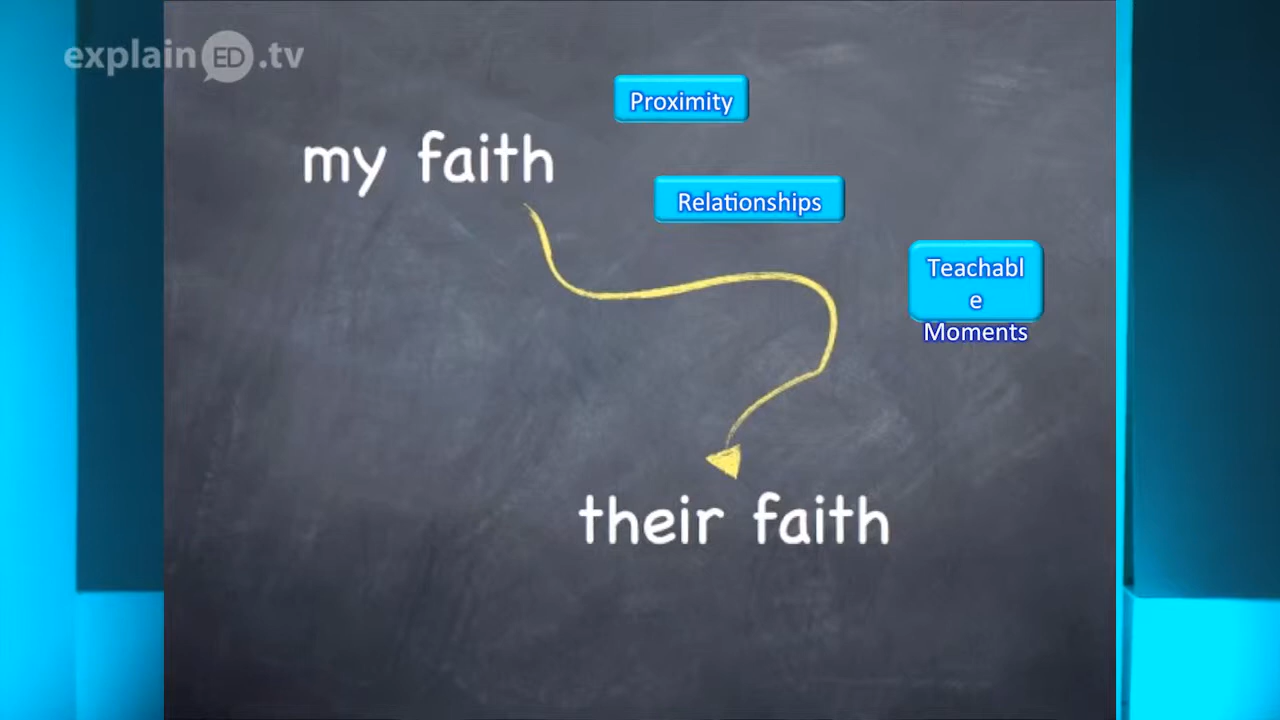 explainED.tv
Proximity
my faith
Relationships
Teachabl
e
Moments
their faith